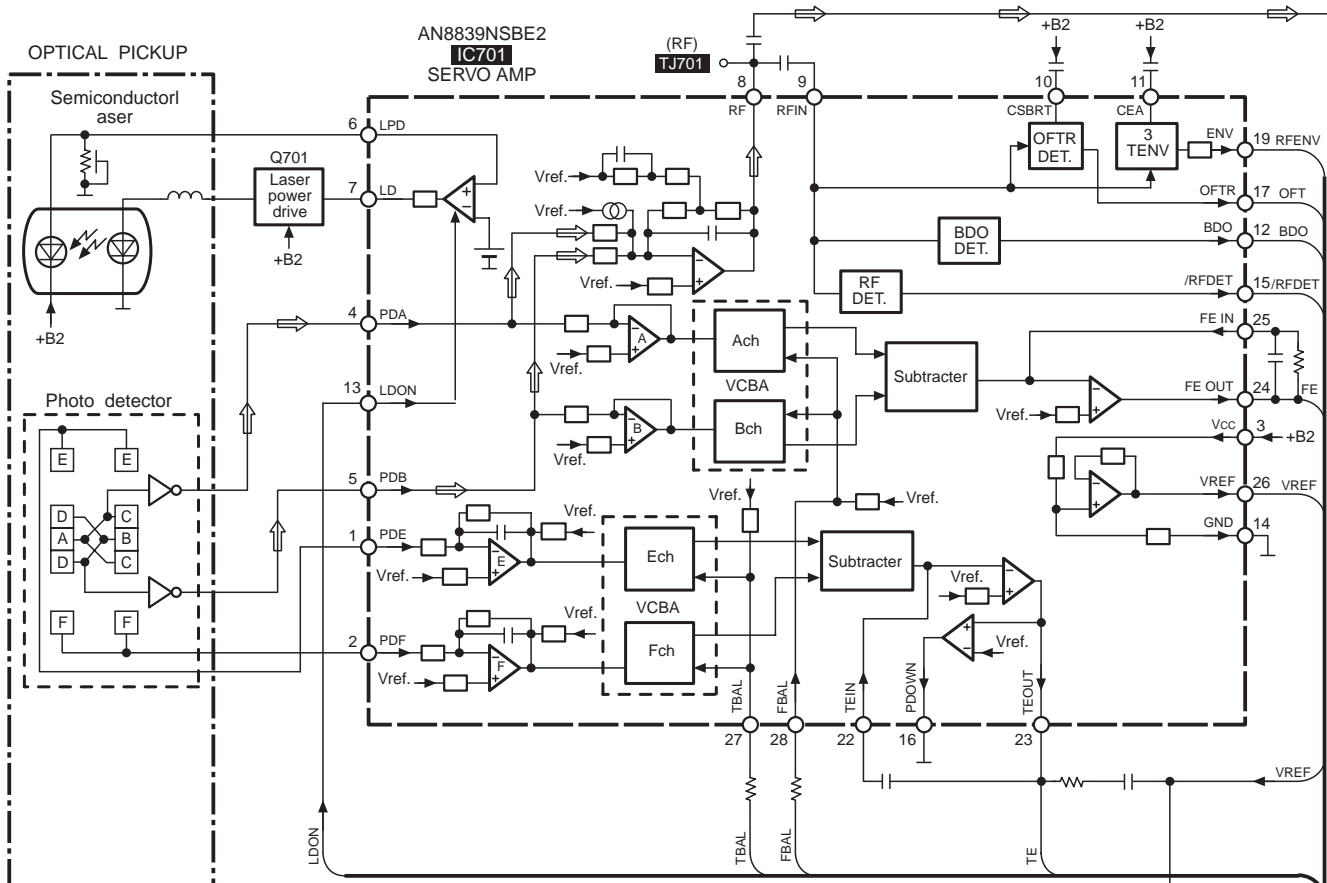 OPTICAL PICKUP
AN8839NSBE2
IC701
SERVO AMP
(RF)
TJ701
+B2
+B2
8
9
10
11
RF
RFIN
CSBRT
CEA
Semiconductorl
aser
6
LPD
Q701
Laser
power
drive
+B2
7
LD
+B2
Vref.
Vref.
Vref.
OFTR
DET.
3
TENV
ENV
19 RFENV
OFTR
17 OFT
BDO
DET.
BDO
12 BDO
RF
DET.
/RFDET
15/RFDET
4
PDA
A
Vref.
Ach
VCBA
Bch
Subtracter
FE IN
25
FE OUT
24
FE
Vref.
13
LDON
B
Vref.
Vcc
3
+B2
VREF
26
VREF
GND
14
Photo detector
E
E
D
C
A
B
D
C
F
F
5
PDB
Vref.
Vref.
1
PDE
Vref.
E
Vref.
Ech
VCBA
Fch
Subtracter
Vref.
Vref.
2
PDF
Vref.
F
Vref.
TBAL
FBAL
TEIN
PDOWN
TEOUT
27
28
22
16
23
VREF
LDON
TBAL
FBAL
TE